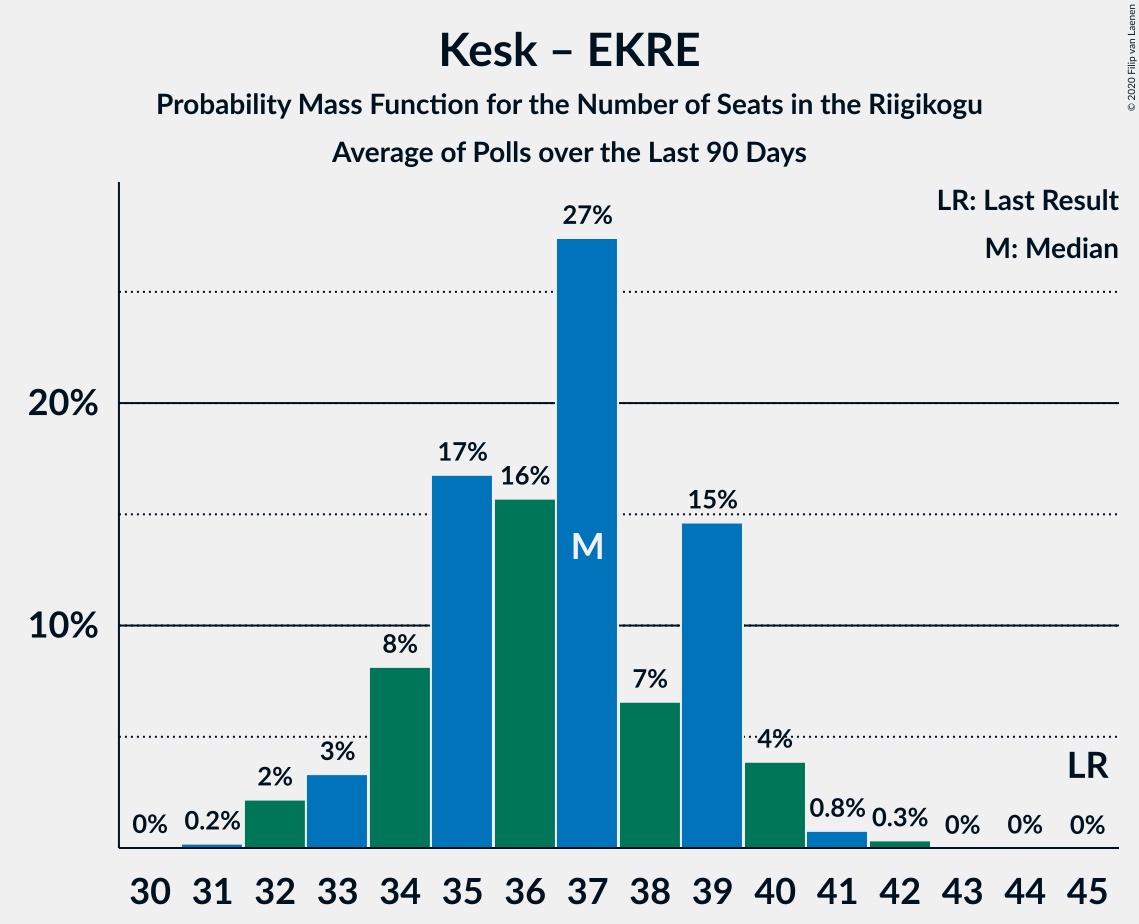 Kesk – EKRE
Probability Mass Function for the Number of Seats in the Riigikogu
Average of Polls over the Last 90 Days
© 2020 Filip van Laenen
LR: Last Result
M: Median
27%
20%
17%
16%
15%
M
10%
8%
7%
3%
4%
LR
2%
0%
0.2%
0.8%
0.3%
0%
0%
0%
30 31 32 33 34 35 36 37 38 39 40 41 42 43 44 45